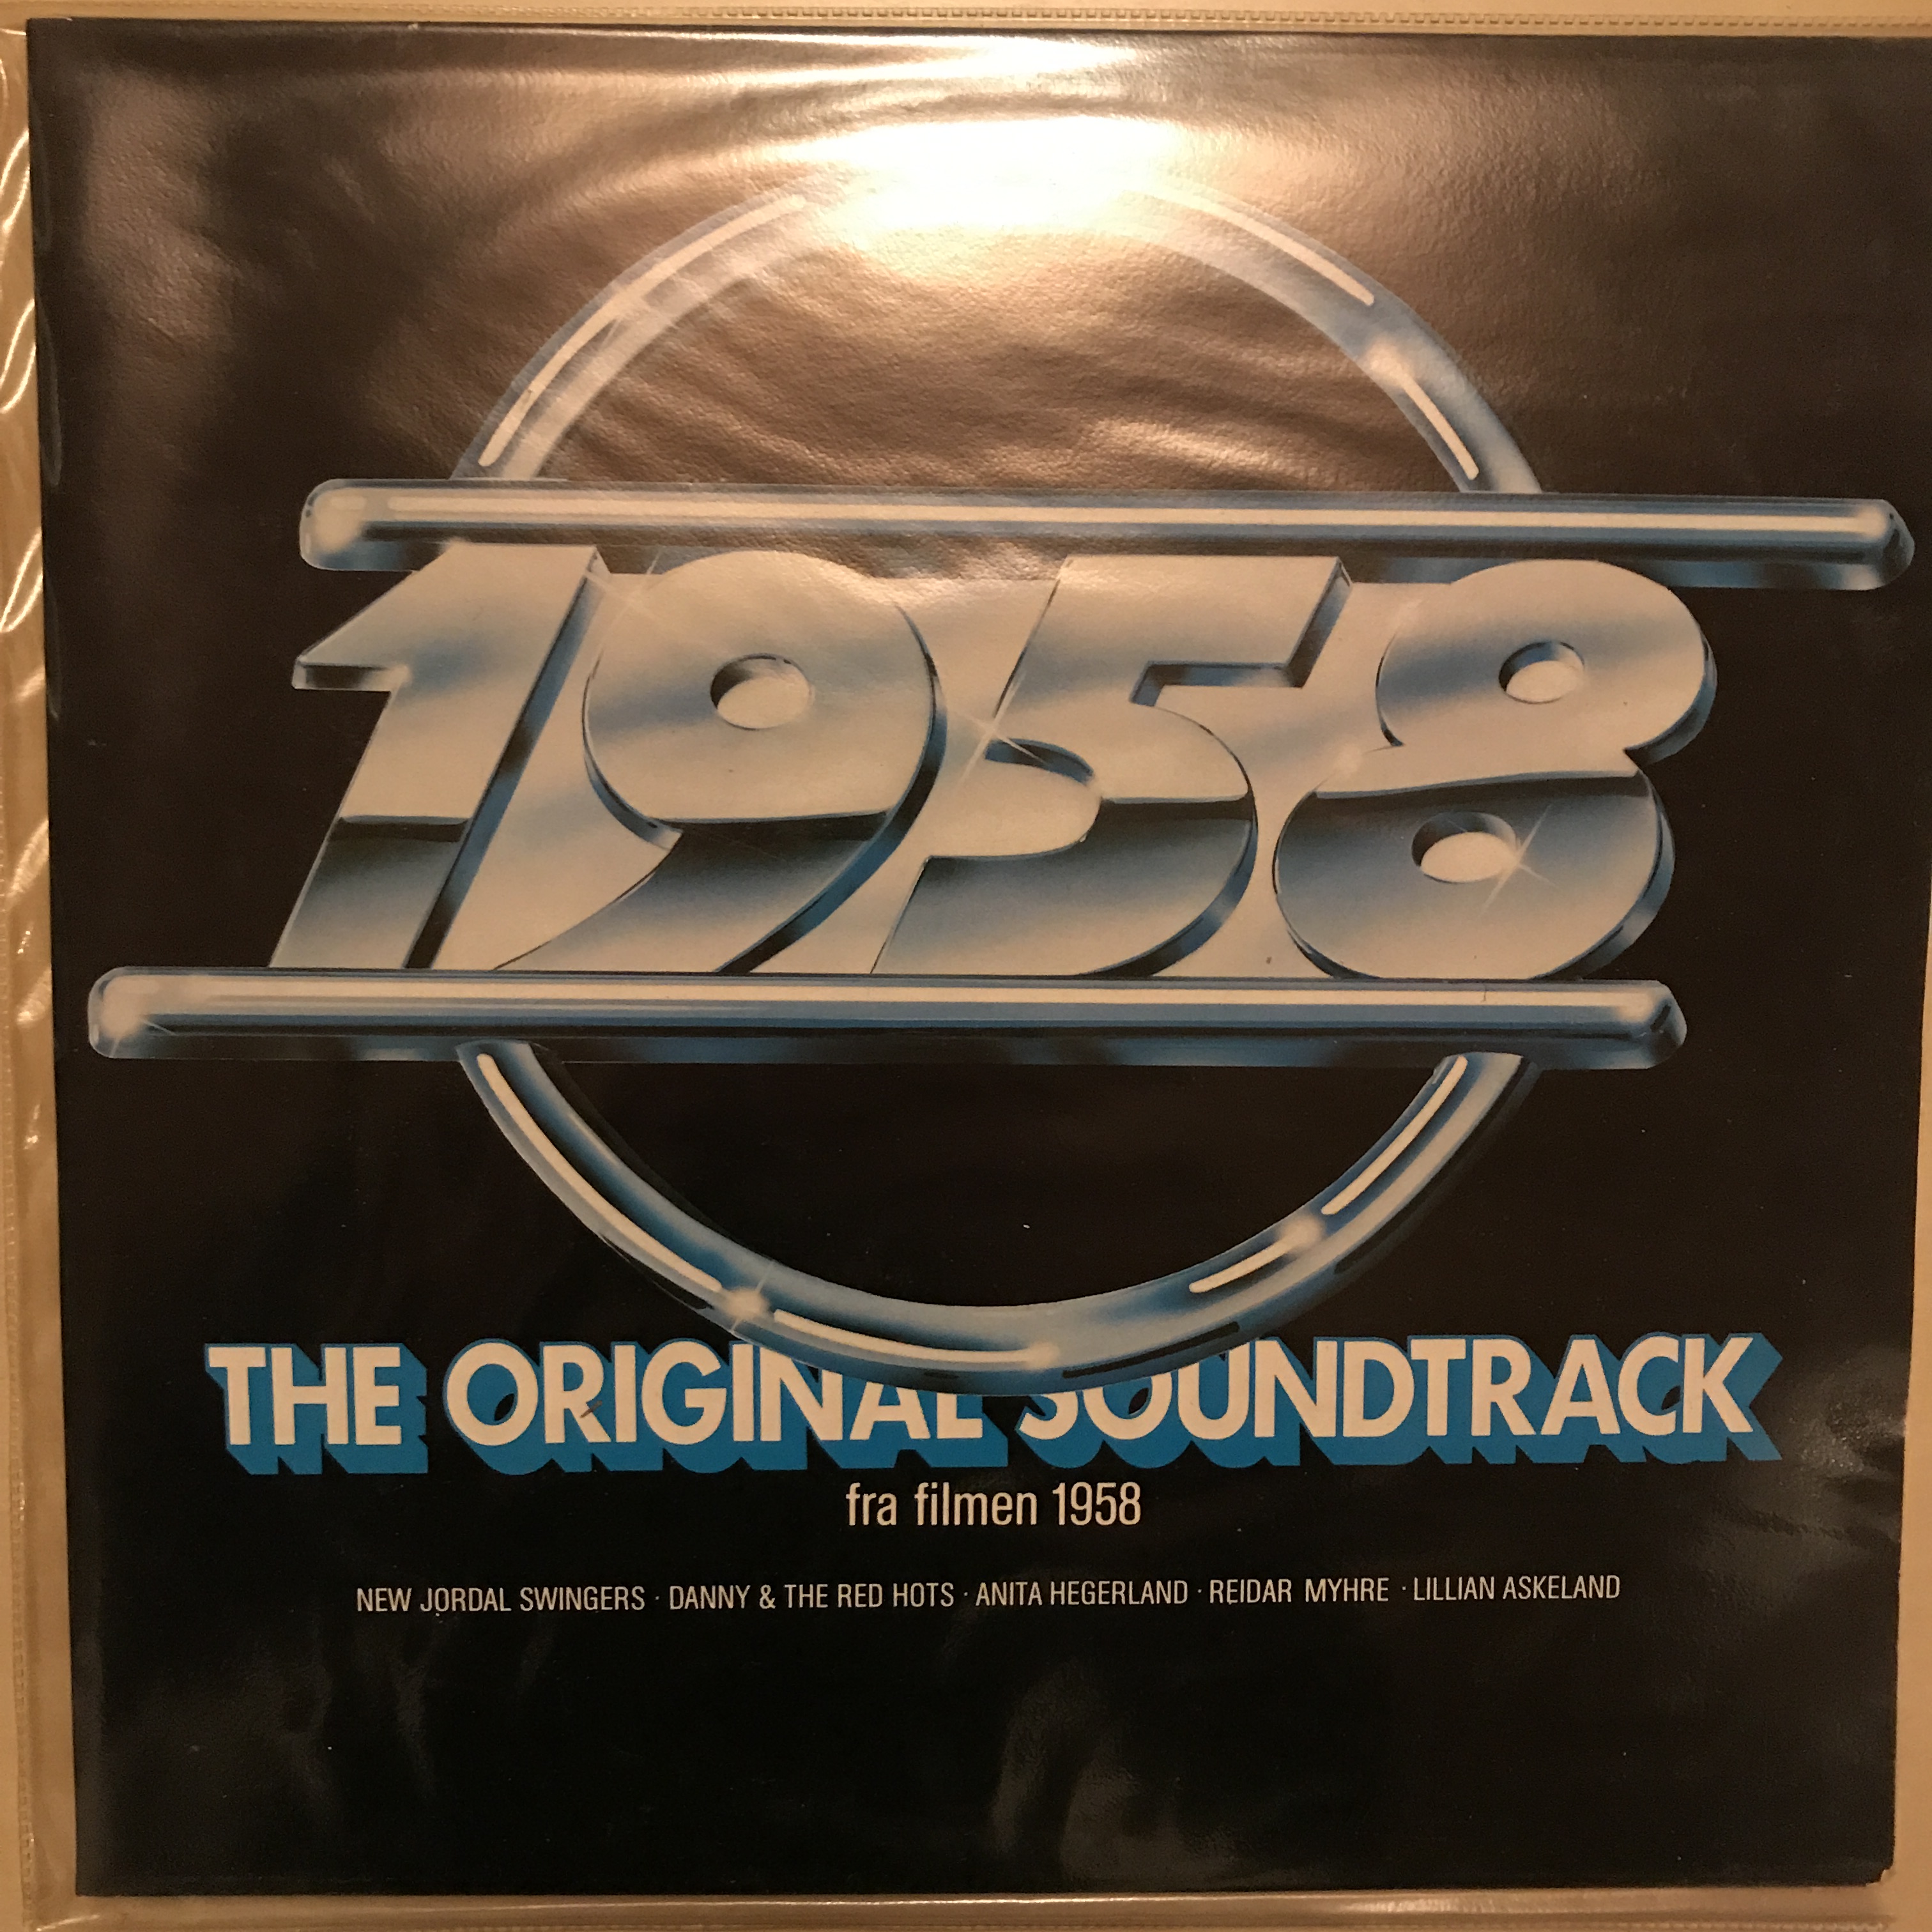 1958
THE ORIGINAL SOUNDTRACK
fra filmen 1958
NEW JORDAL SWINGERS · DANNY & THE RED HOTS · ANITA HEGERLAND · REIDAR MYHRE · LILLIAN ASKELAND